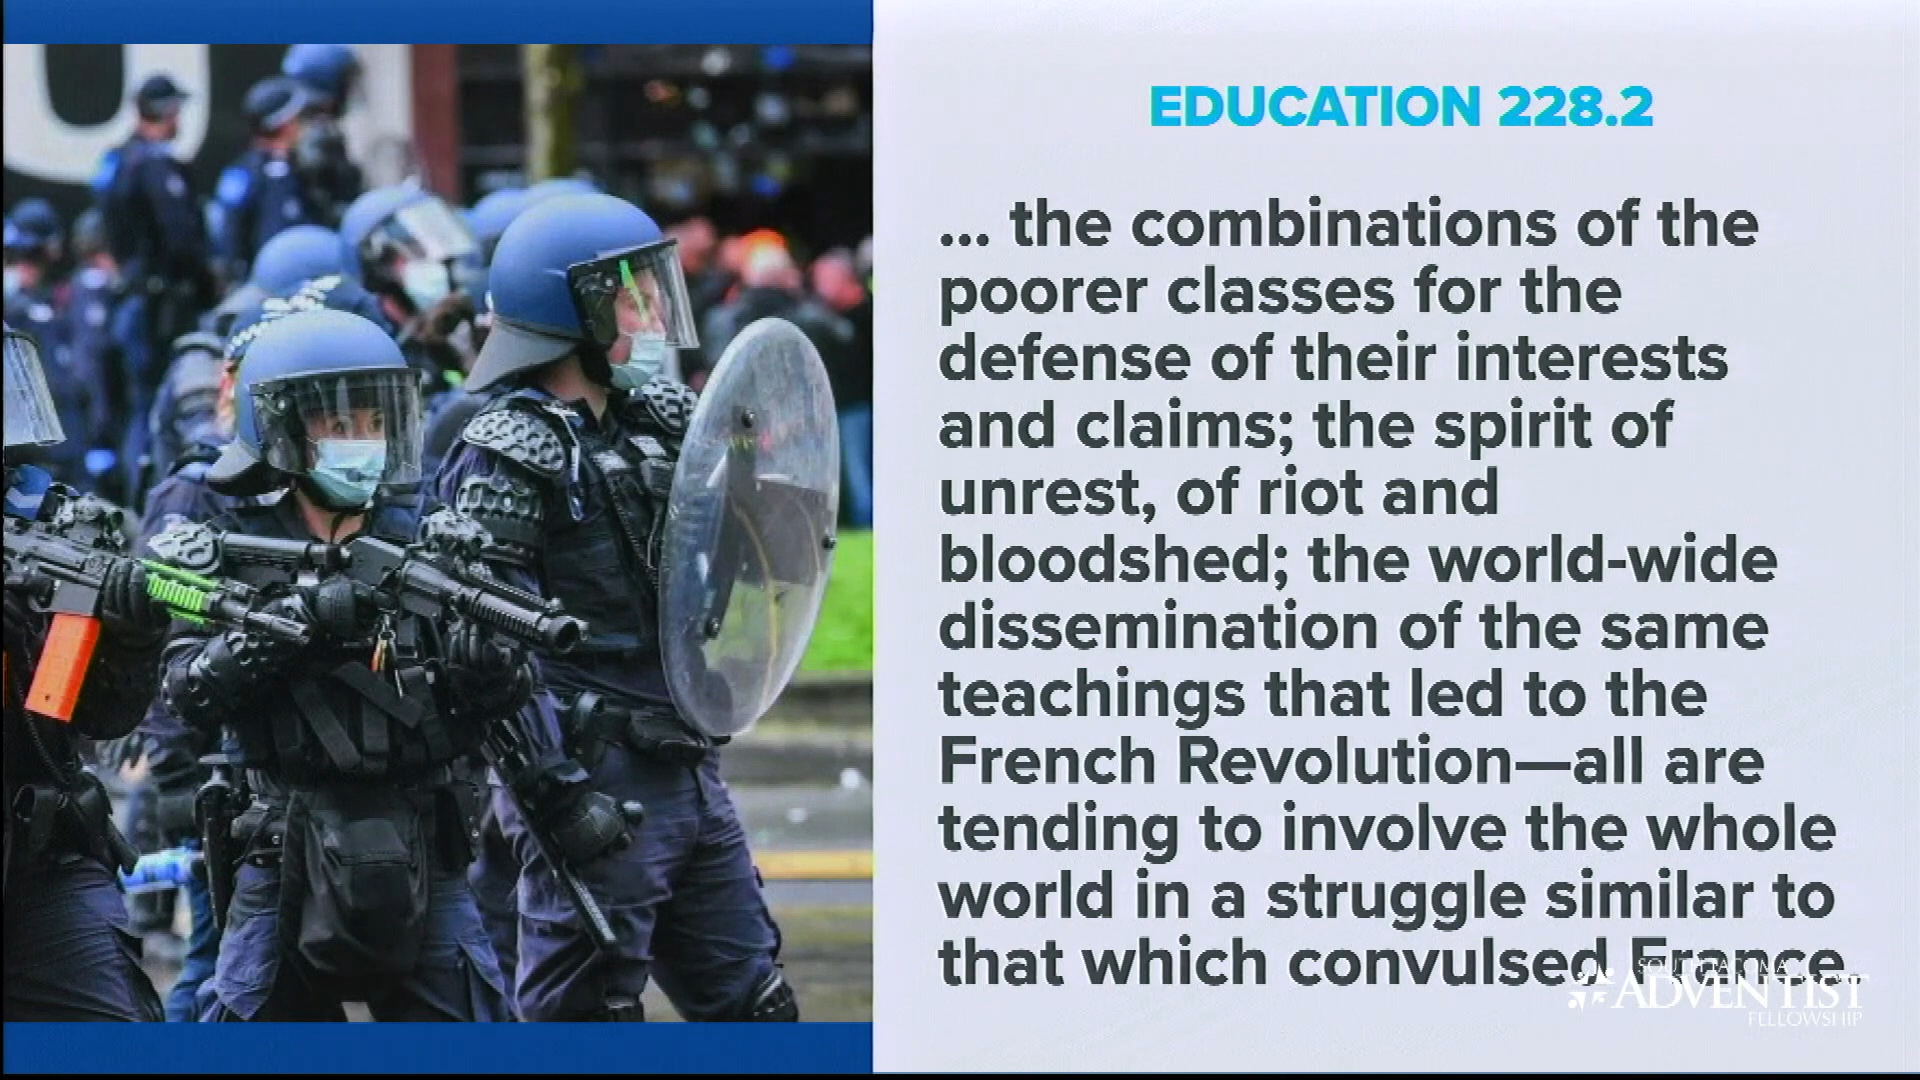 EDUCATION 228.2
... the combinations of the
poorer classes for the
defense of their interests
and claims; the spirit of
unrest, of riot and
bloodshed; the world-wide
dissemination of the same
teachings that led to the
French Revolution—all are
tending to involve the whole
world in a struggle similar to
that which convulsed France.
SOUTH TACOMA
ADVENTIST
FELLOWSHIP